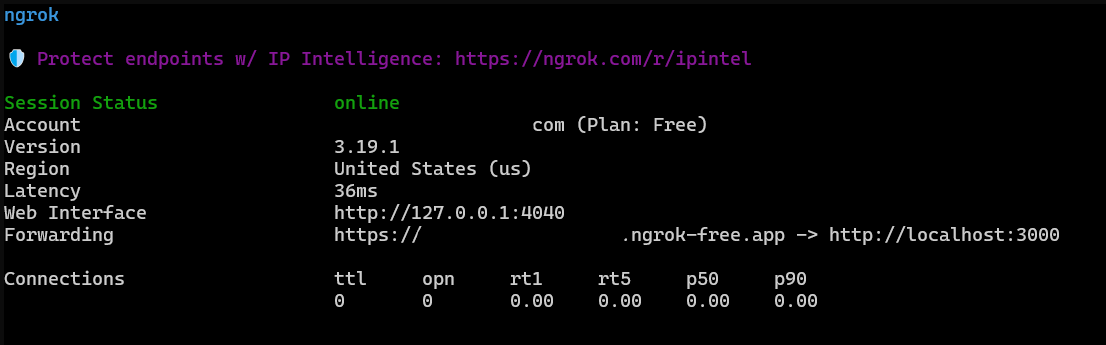 ngrok
Protect endpoints w/ IP Intelligence: https://ngrok.com/r/ipintel
Session Status online
Account com (Plan: Free)
Version 3.19.1
Region United States (us)
Latency 36ms
Web Interface http://127.0.0.1:4040
Forwarding https:// .ngrok-free.app -> http://localhost:3000
Connections ttl opn rt1 rt5 p50 p90
0 0 0.00 0.00 0.00 0.00